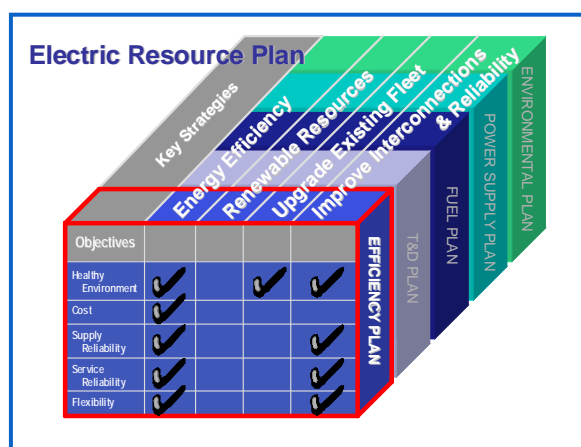 Electric Resource Plan
Key Strategies
Energy Efficiency
Renewable Resources
Upgrade Existing Fleet
Improve Interconnections
& Reliability
Objectives
Healthy
Environment
Cost
Supply
Reliability
Service
Reliability
Flexibility
EFFICIENCY PLAN
T&D PLAN
FUEL PLAN
POWER SUPPLY PLAN
ENVIRONMENTAL PLAN